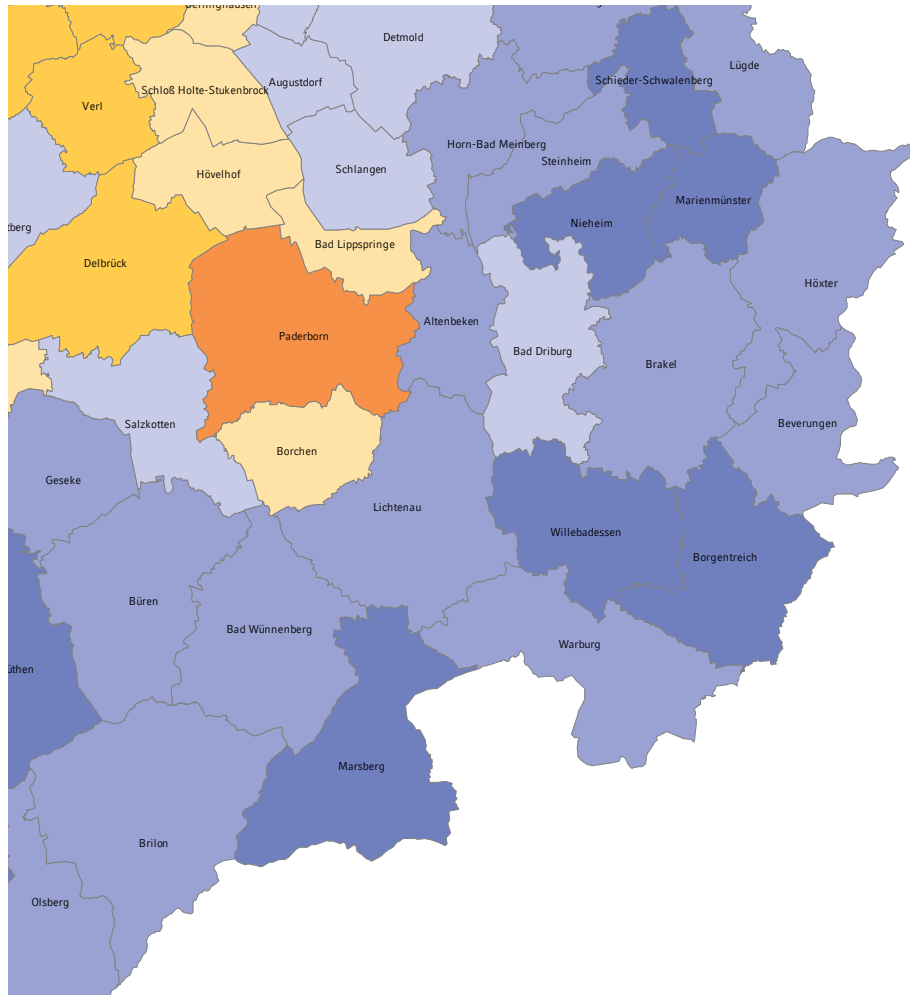 Detmold
Lügde
Schieder-Schwalenberg
Augustdorf
Schloß Holte-Stukenbrock
Verl
Horn-Bad Meinberg
Steinheim
Schlangen
Hövelhof
Marienmünster
Nieheim
zberg
Bad Lippspringe
Delbrück
Höxter
Altenbeken
Paderborn
Bad Driburg
Brakel
Salzkotten
Beverungen
Borchen
Geseke
Lichtenau
Willebadessen
Borgentreich
Büren
Bad Wünnenberg
Warburg
üthen
Marsberg
Brilon
Olsberg